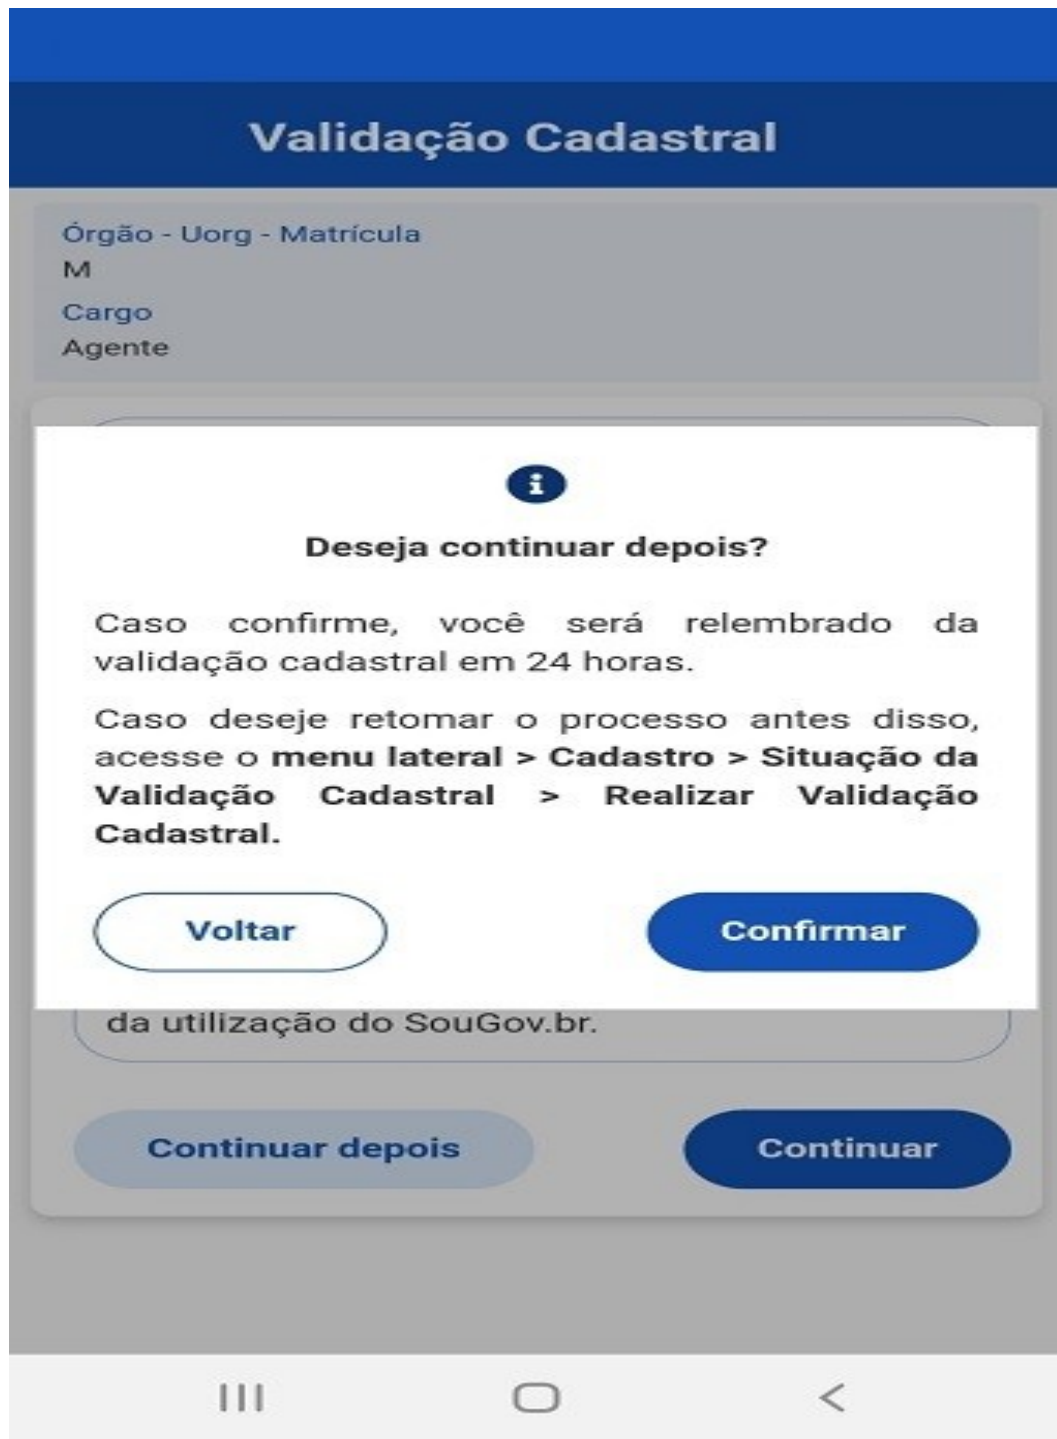 Validação Cadastral
Órgão - Uorg - Matrícula
M
Cargo
Agente
Deseja continuar depois?
Caso confirme, você será relembrado da
validação cadastral em 24 horas.
Caso deseje retomar o processo antes disso,
acesse o menu lateral > Cadastro > Situação da
Validação Cadastral > Realizar Validação
Cadastral.
Voltar
Confirmar
da utilização do SouGov.br.
Continuar depois
Continuar